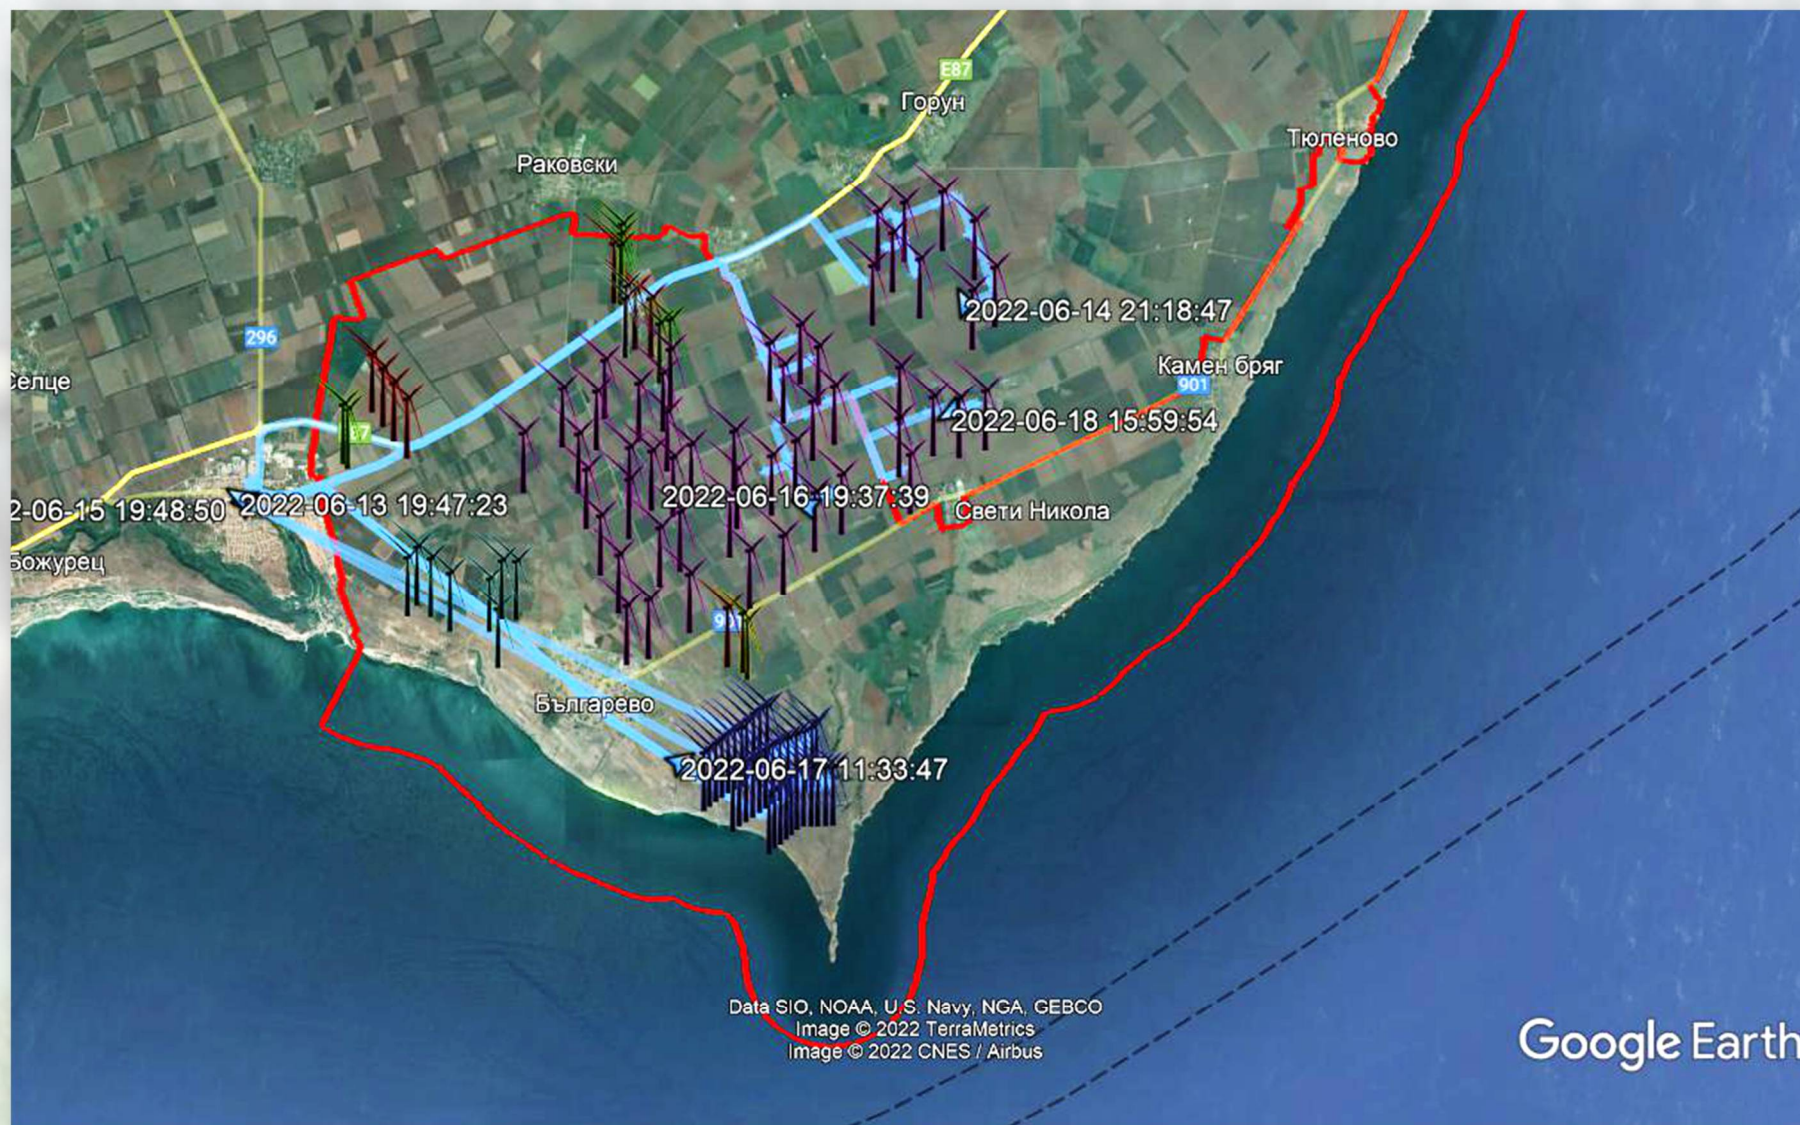 E87
Горун
Тюленово
Раковски
2022-06-14 21:18:47
296
Камен бряг
901
Селце
2022-06-18 15:59:54
87
2-06-15 19:48:50
2022-06-13 19:47:23
2022-06-16 19:37:39
Свети Никола
Божурец
901
Българево
2022-06-17 11:33:47
Data SIO, NOAA, U.S. Navy, NGA, GEBCO
Image © 2022 TerraMetrics
Image © 2022 CNES / Airbus
Google Earth